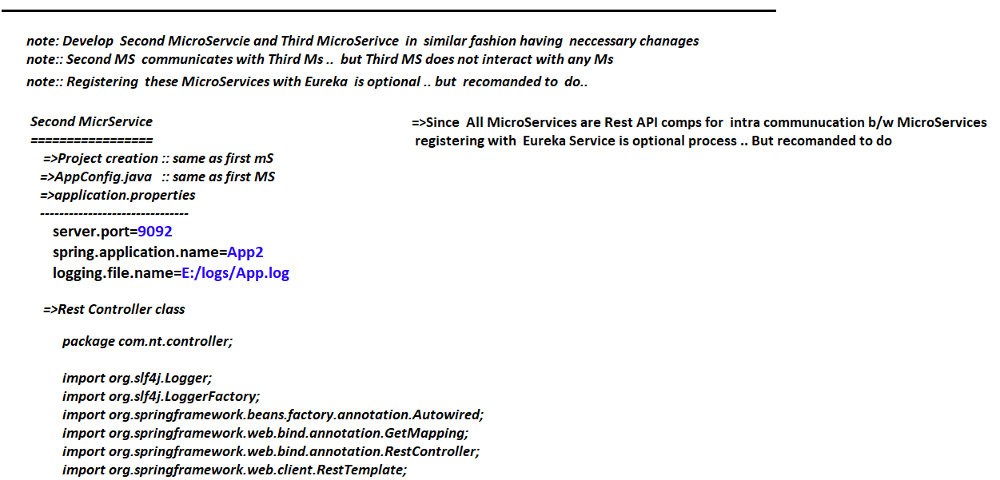 note: Develop Second MicroServcie and Third MicroSerivce in similar fashion having neccessary chanages
note:: Second MS communicates with Third Ms .. but Third MS does not interact with any Ms
note:: Registering these MicroServices with Eureka is optional .. but recomanded to do..
Second MicrService
=================
=>Project creation :: same as first mS
=>AppConfig.java :: same as first MS
=>application.properties
-------------------------------
server.port=9092
spring.application.name=App2
logging.file.name=E:/logs/App.log
=>Rest Controller class
package com.nt.controller;
import org.slf4j.Logger;
import org.slf4j.LoggerFactory;
import org.springframework.beans.factory.annotation.Autowired;
import org.springframework.web.bind.annotation.GetMapping;
import org.springframework.web.bind.annotation.RestController;
import org.springframework.web.client.RestTemplate;
=>Since All MicroServices are Rest API comps for intra communucation b/w MicroServices
registering with Eureka Service is optional process .. But recomanded to do